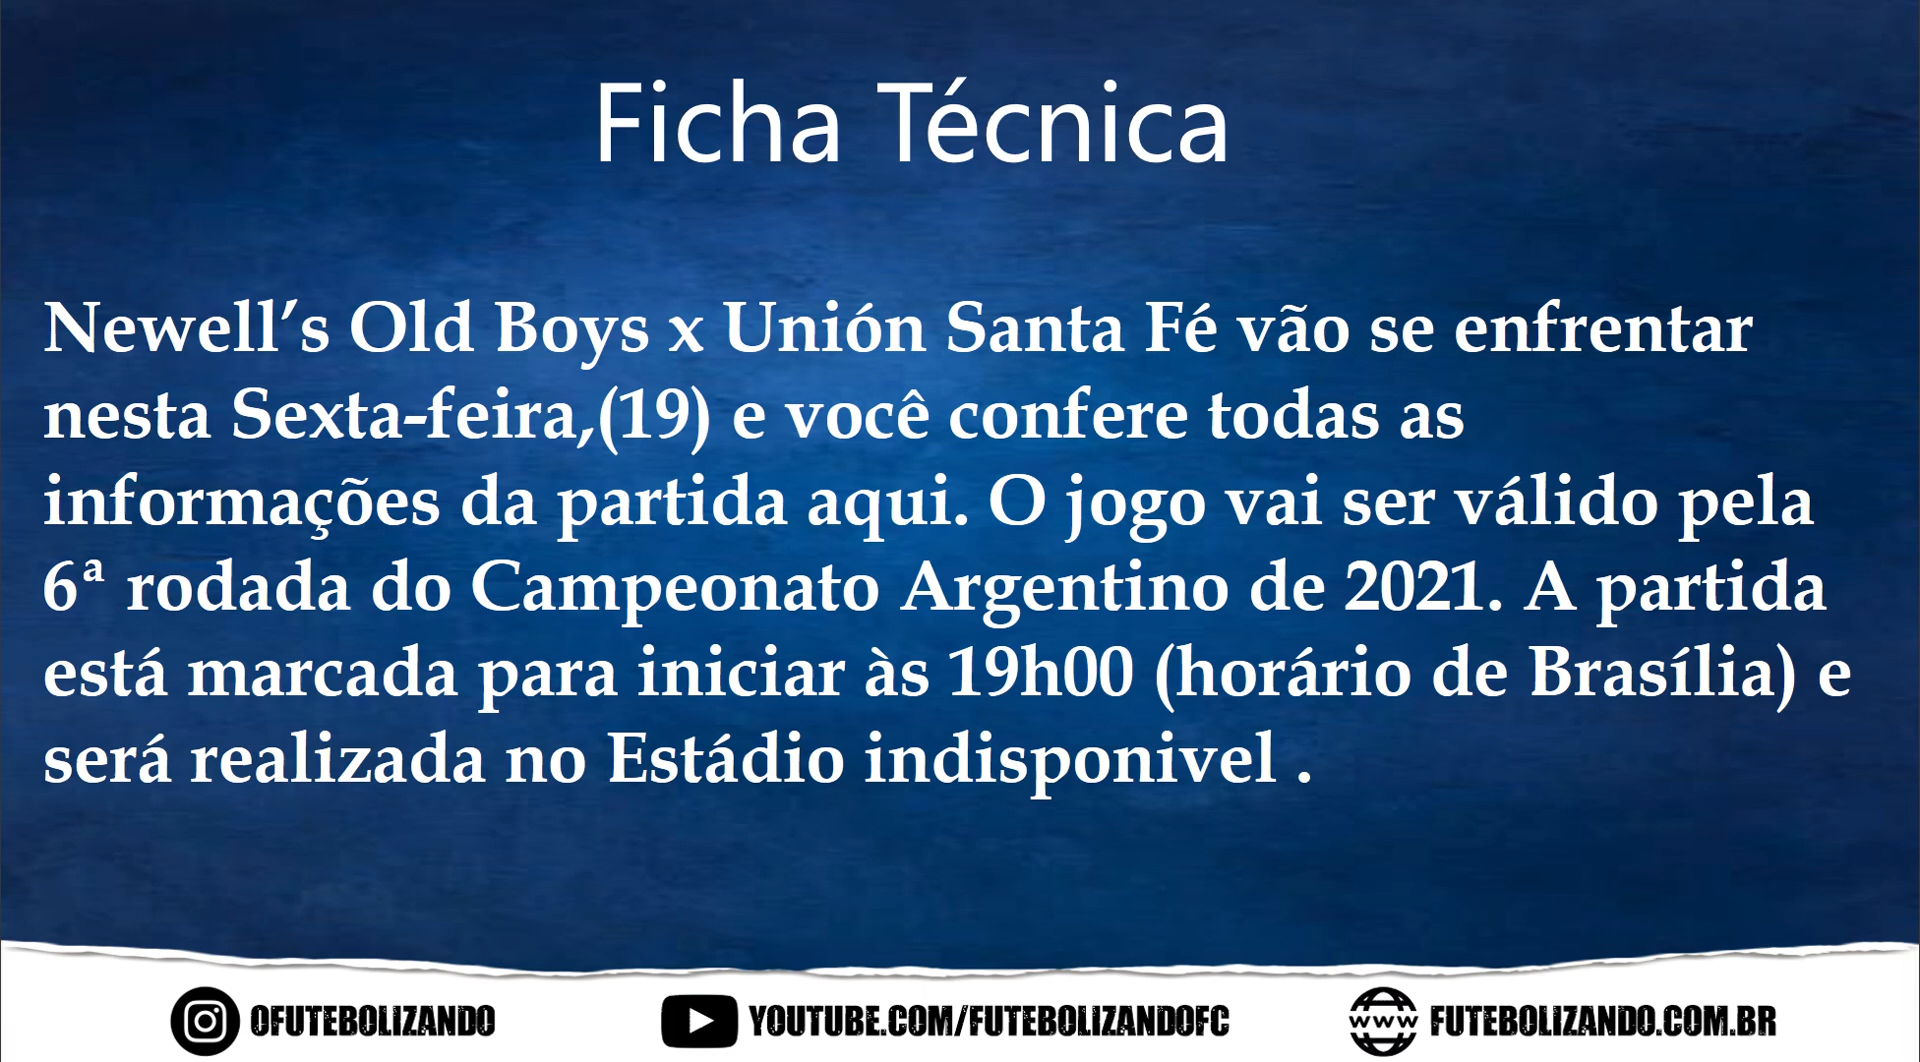 Ficha Técnica
Newell’s Old Boys x Unión Santa Fé vão se enfrentar
nesta Sexta-feira,(19) e você confere todas as
informações da partida aqui. O jogo vai ser válido pela
6ª rodada do Campeonato Argentino de 2021. A partida
está marcada para iniciar às 19h00 (horário de Brasília) e
será realizada no Estádio indisponivel .
OFUTEBOLIZANDO
YOUTUBE.COM/FUTEBOLIZANDOFC
WWW
FUTEBOLIZANDO.COM.BR